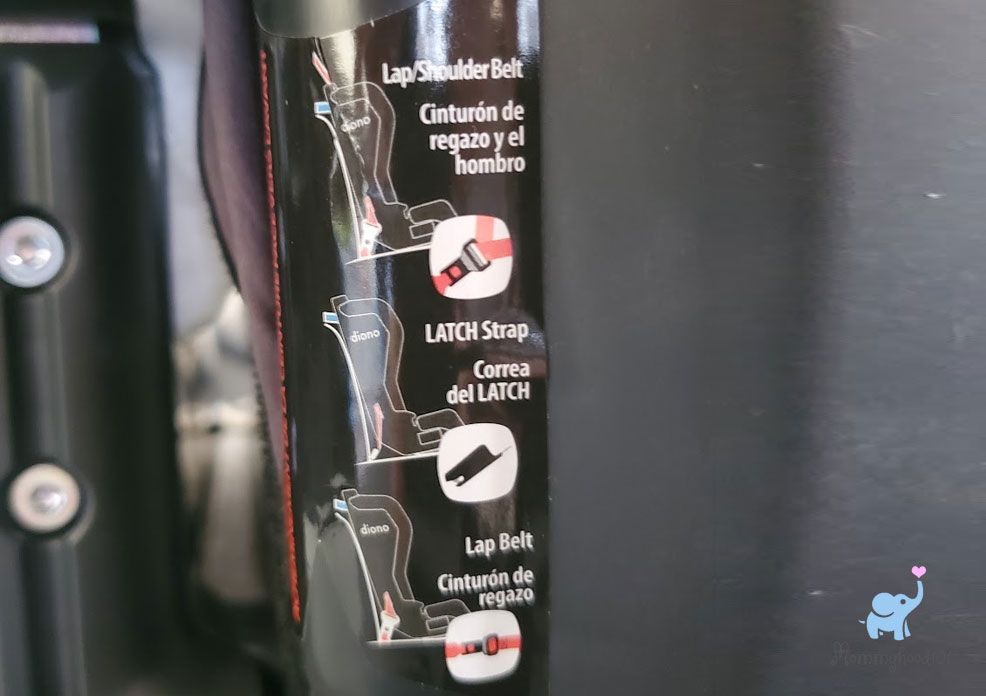 Lap/Shoulder Belt
Cinturón de
regazo y el
hombro
diono
LATCH Strap
Correa
del LATCH
diono
Lap Belt
Cinturón de
regazo
diono